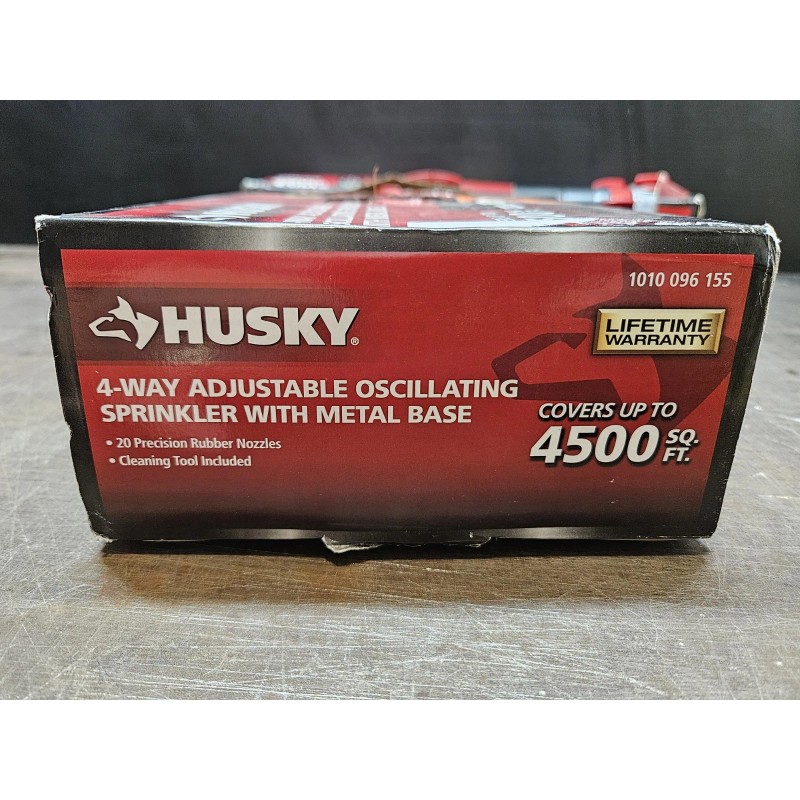 1010 096 155
HUSKY®
LIFETIME
WARRANTY
4-WAY ADJUSTABLE OSCILLATING
SPRINKLER WITH METAL BASE
• 20 Precision Rubber Nozzles
• Cleaning Tool Included
COVERS UP TO
4500 SQ. FT.